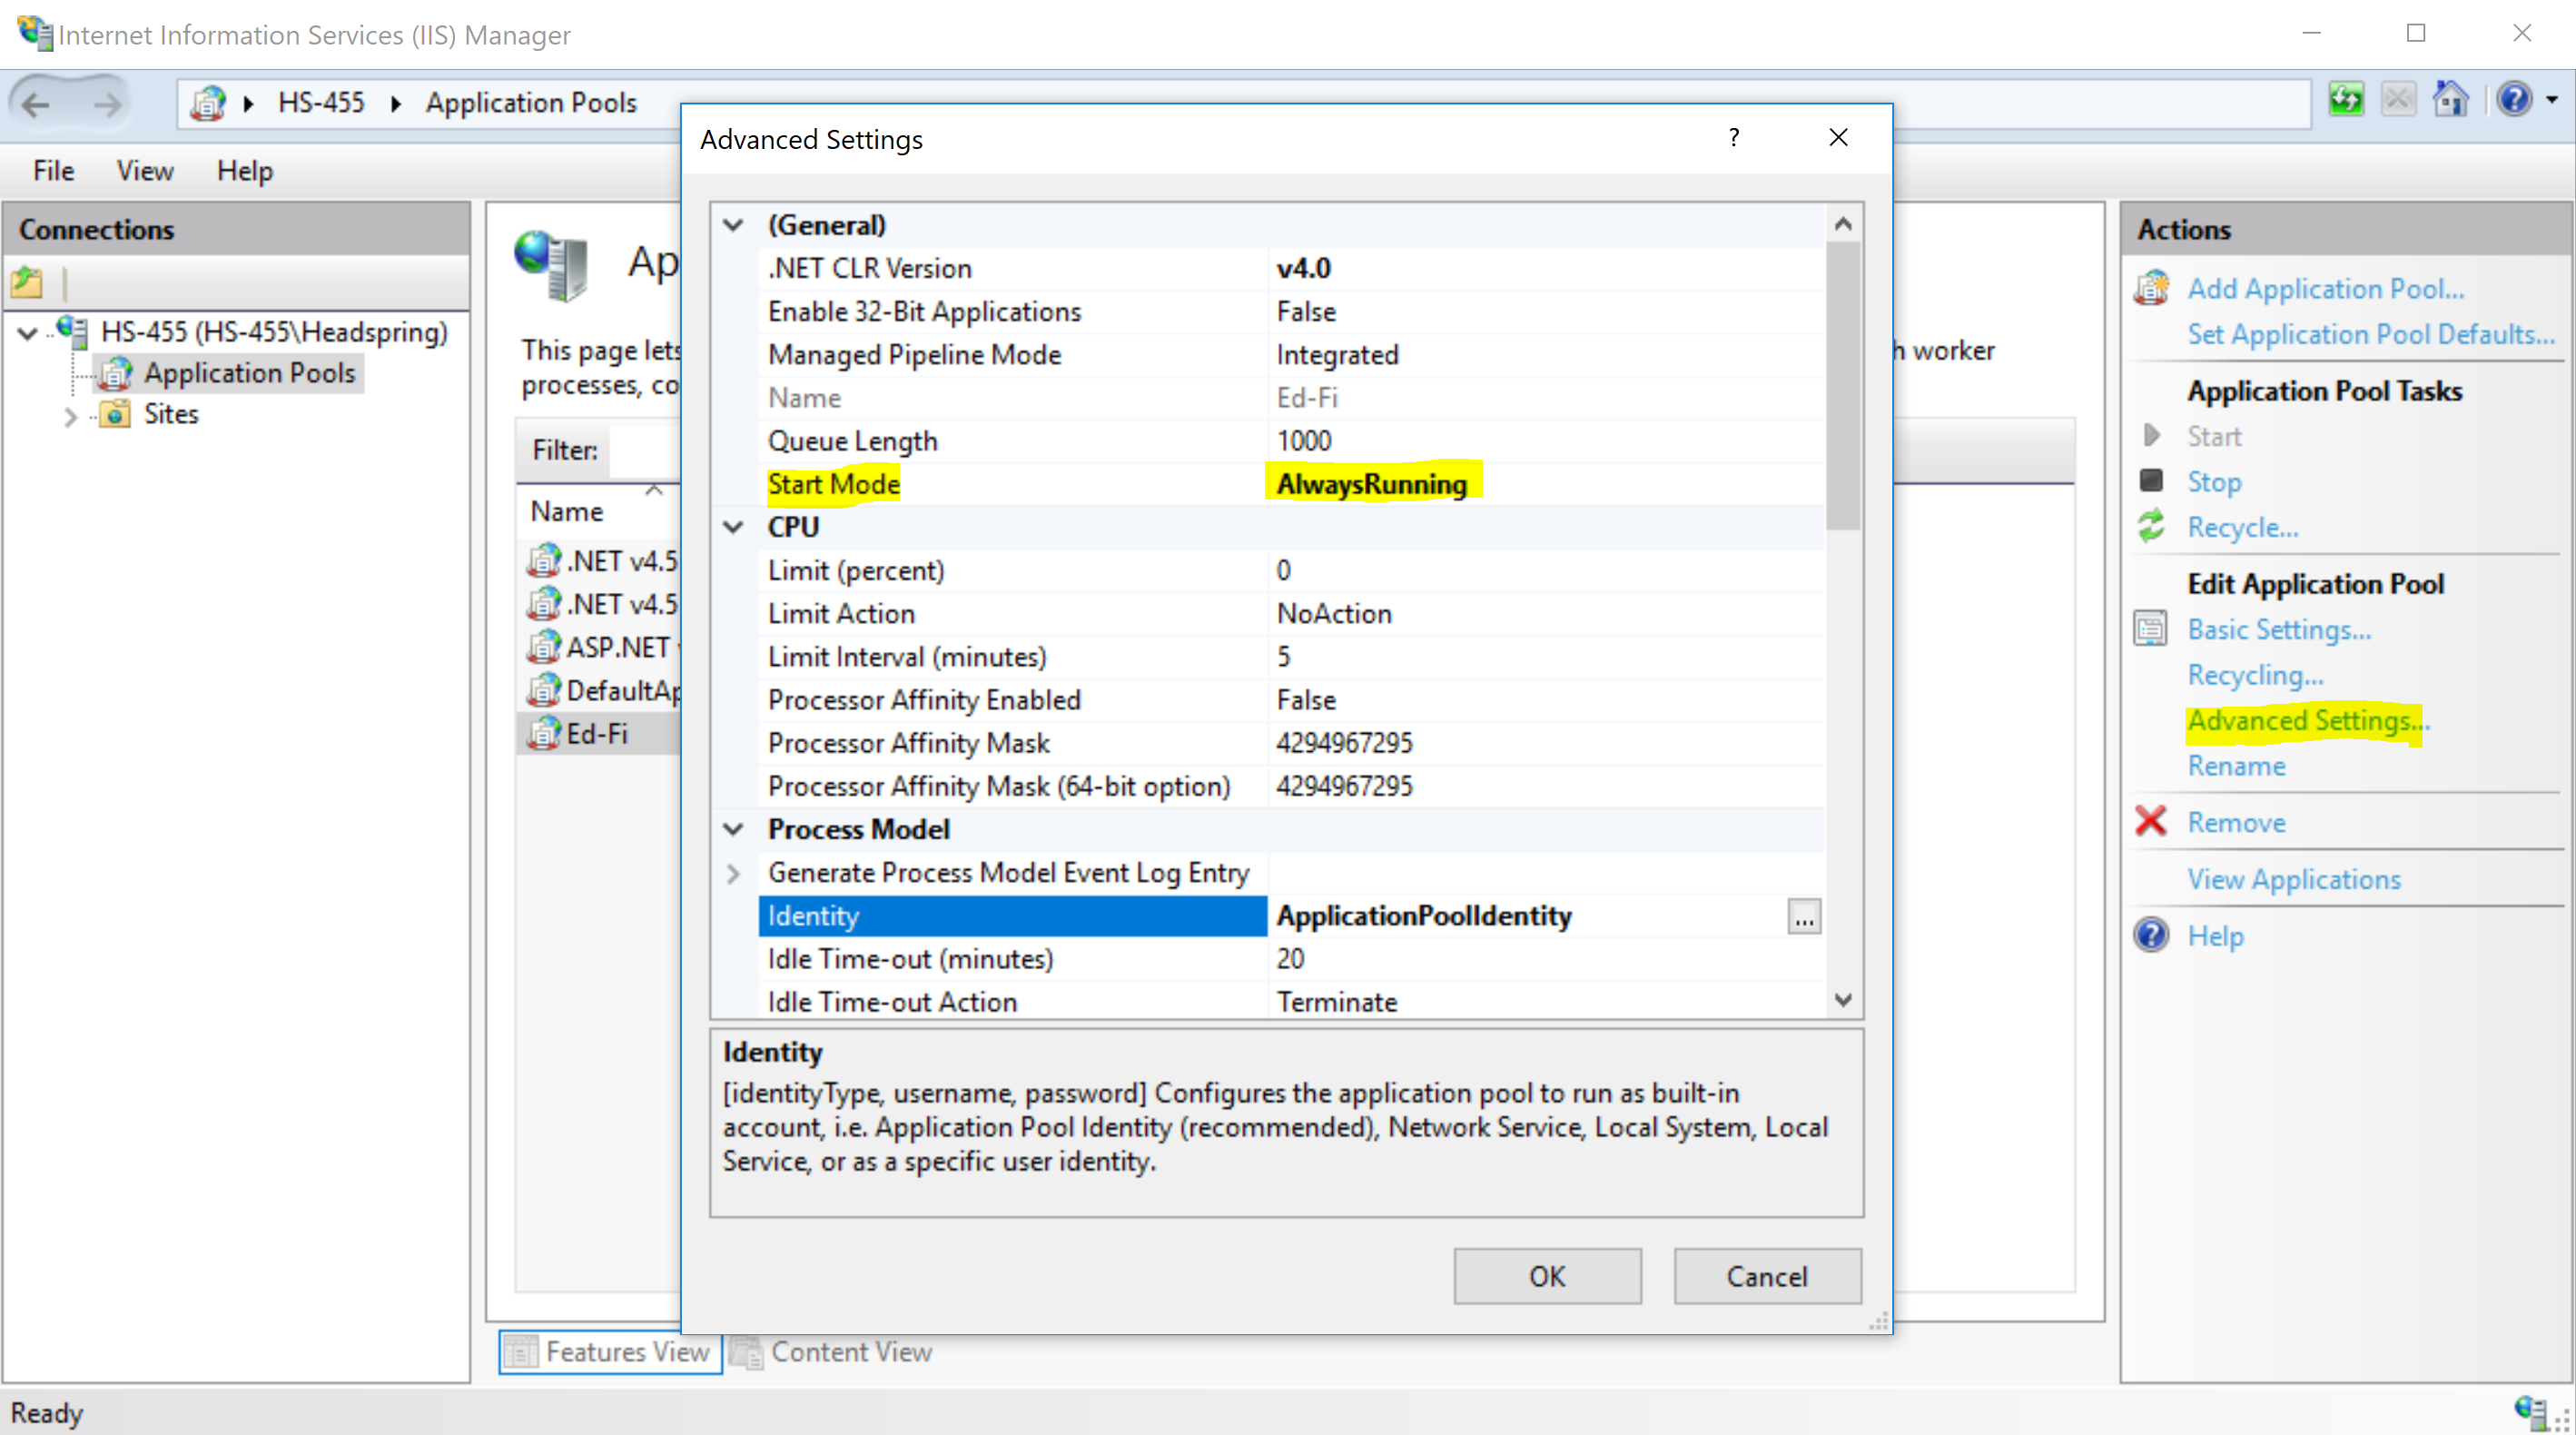 Internet Information Services (IIS) Manager
HS-455 Application Pools
File View Help
Connections
HS-455 (HS-455\Headspring)
Application Pools
Sites
Ap
This page lets
processes, co
h worker
Filter:
Name
.NET v4.5
.NET v4.5
ASP.NET v
DefaultAp
Ed-Fi
Advanced Settings
?
(General)
.NET CLR Version v4.0
Enable 32-Bit Applications False
Managed Pipeline Mode Integrated
Name Ed-Fi
Queue Length 1000
Start Mode AlwaysRunning
CPU
Limit (percent) 0
Limit Action NoAction
Limit Interval (minutes) 5
Processor Affinity Enabled False
Processor Affinity Mask 4294967295
Processor Affinity Mask (64-bit option) 4294967295
Process Model
Generate Process Model Event Log Entry
Identity ApplicationPoolIdentity ...
Idle Time-out (minutes) 20
Idle Time-out Action Terminate
Identity
[identityType, username, password] Configures the application pool to run as built-in
account, i.e. Application Pool Identity (recommended), Network Service, Local System, Local
Service, or as a specific user identity.
OK Cancel
Features View Content View
Actions
Add Application Pool...
Set Application Pool Defaults...
Application Pool Tasks
Start
Stop
Recycle...
Edit Application Pool
Basic Settings...
Recycling...
Advanced Settings...
Rename
Remove
View Applications
Help
Ready